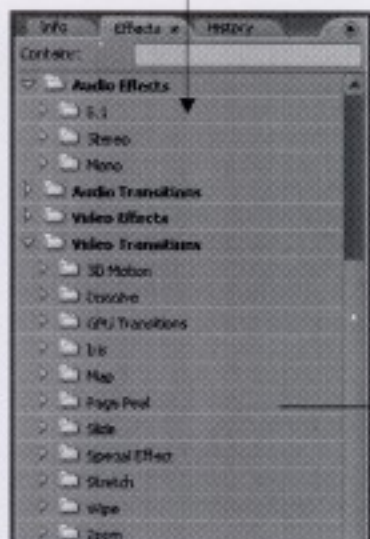 Info Effects x History
Contains:
Audio Effects
5.1
Stereo
Mono
Audio Transitions
Video Effects
Video Transitions
3D Motion
Dissolve
GPU Transitions
Iris
Map
Page Peel
Slide
Special Effect
Stretch
Wipe
Zoom